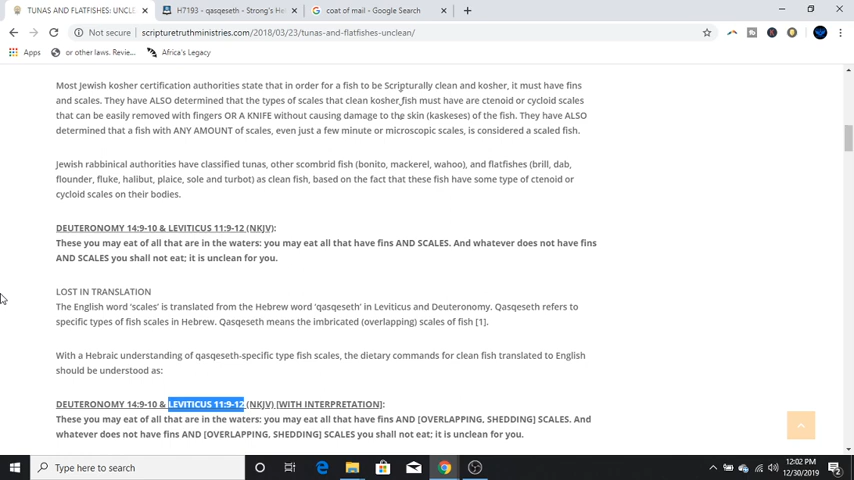 TUNAS AND FLATFISHES: UNCLE
H7193 - qasqeseth - Strong's He
coat of mail - Google Search
Not secure
scripturetruthministries.com/2018/03/23/tunas-and-flatfishes-unclean/
Apps
or other laws. Revie...
Africa's Legacy
Most Jewish kosher certification authorities state that in order for a fish to be Scripturally clean and kosher, it must have fins
and scales. They have ALSO determined that the types of scales that clean kosher fish must have are ctenoid or cycloid scales
that can be easily removed with fingers OR A KNIFE without causing damage to the skin (kaskeses) of the fish. They have ALSO
determined that a fish with ANY AMOUNT of scales, even just a few minute or microscopic scales, is considered a scaled fish.
Jewish rabbinical authorities have classified tunas, other scombrid fish (bonito, mackerel, wahoo), and flatfishes (brill, dab,
flounder, fluke, halibut, plaice, sole and turbot) as clean fish, based on the fact that these fish have some type of ctenoid or
cycloid scales on their bodies.
DEUTERONOMY 14:9-10 & LEVITICUS 11:9-12 (NKJV):
These you may eat of all that are in the waters: you may eat all that have fins AND SCALES. And whatever does not have fins
AND SCALES you shall not eat; it is unclean for you.
LOST IN TRANSLATION
The English word 'scales' is translated from the Hebrew word 'qasqeseth' in Leviticus and Deuteronomy. Qasqeseth refers to
specific types of fish scales in Hebrew. Qasqeseth means the imbricated (overlapping) scales of fish [1].
With a Hebraic understanding of qasqeseth-specific type fish scales, the dietary commands for clean fish translated to English
should be understood as:
DEUTERONOMY 14:9-10 & LEVITICUS 11:9-12 (NKJV) [WITH INTERPRETATION]:
These you may eat of all that are in the waters: you may eat all that have fins AND [OVERLAPPING, SHEDDING] SCALES. And
whatever does not have fins AND [OVERLAPPING, SHEDDING] SCALES you shall not eat; it is unclean for you.
Type here to search
12:02 PM
12/30/2019
2